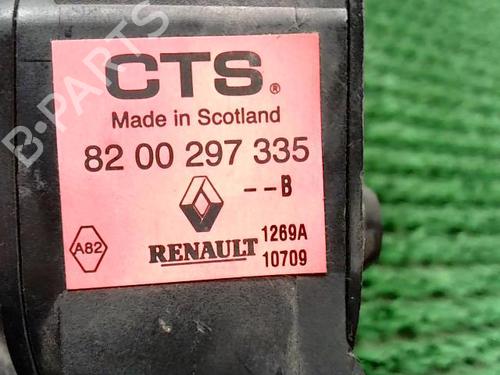 CTS®
Made in Scotland
82 00 297 335
--B
A82
RENAULT
1269A
10709
B-PARTS